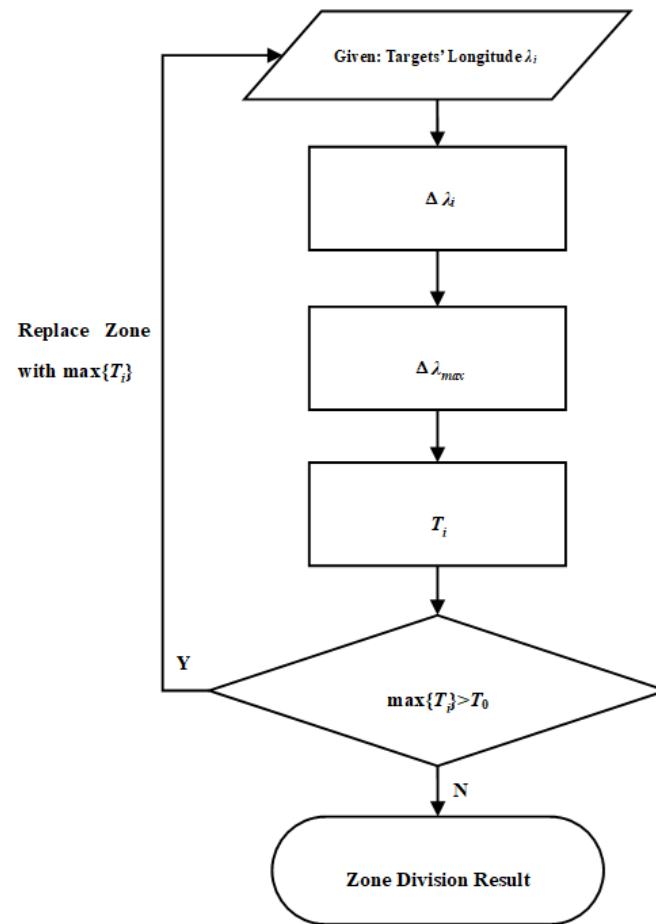 Given: Targets' Longitude λi
Δ λi
Δ λmax
Replace Zone
with max{Ti}
Ti
Y
max{Ti}>T0
N
Zone Division Result